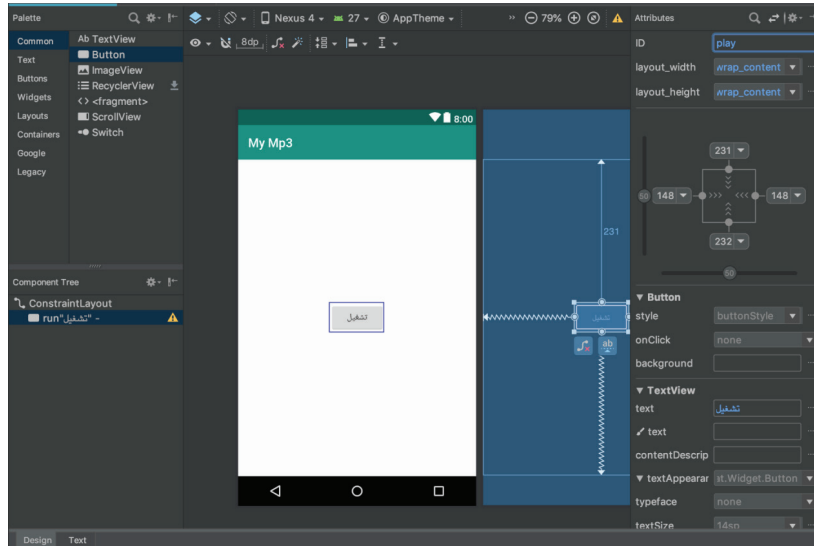 Palette
Common
Text
Buttons
Widgets
Layouts
Containers
Google
Legacy
Ab TextView
Button
ImageView
RecyclerView
<> <fragment>
ScrollView
Switch
Component Tree
ConstraintLayout
run "تشغيل" -
Nexus 4
27
AppTheme
»
79%
8dp
8:00
My Mp3
تشغيل
231
تشغيل
ab
Attributes
ID play
layout_width wrap_content
layout_height wrap_content
231
50 148 >>> <<< 148
232
50
Button
style buttonStyle
onClick none
background
TextView
text تشغيل
text
contentDescrip
textAppearar st.Widget.Button
typeface none
textSize 14sp
Design Text